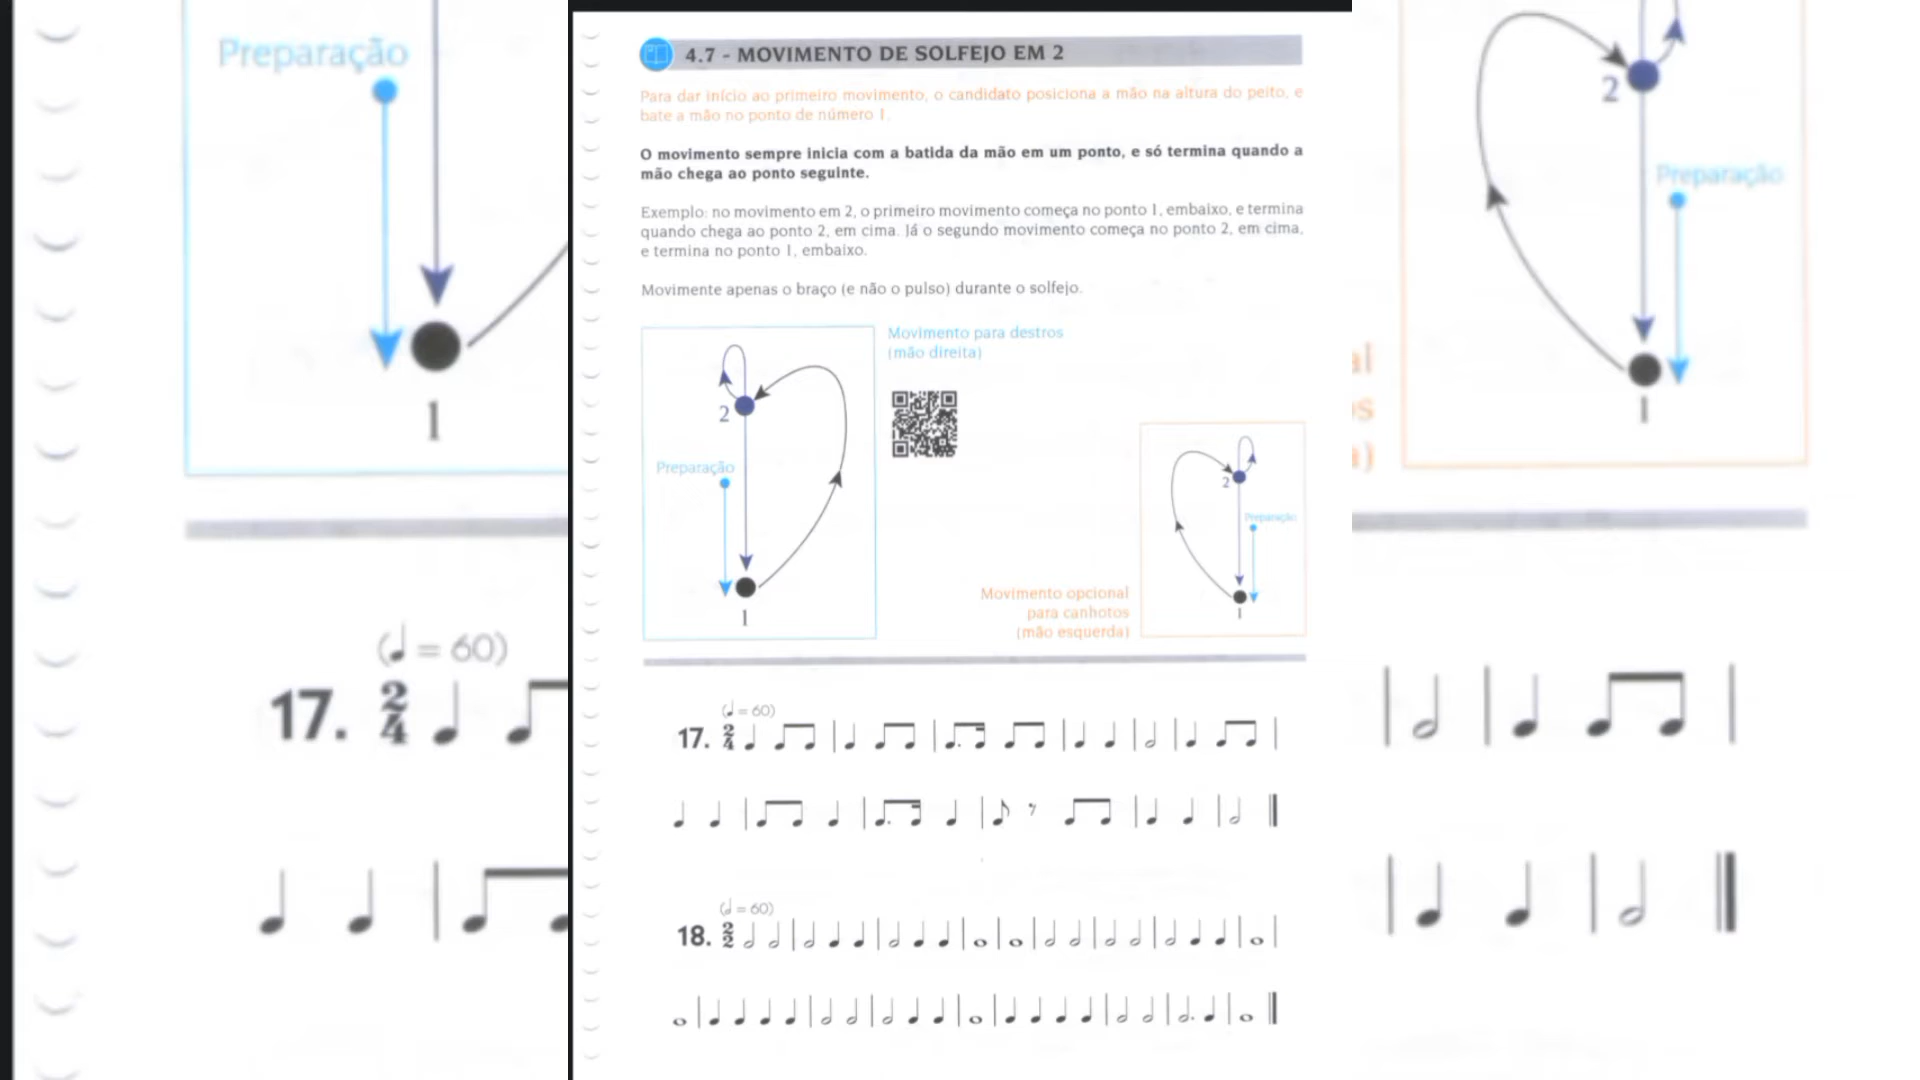 4.7 - MOVIMENTO DE SOLFEJO EM 2
Para dar início ao primeiro movimento, o candidato posiciona a mão na altura do peito, e
bate a mão no ponto de número 1.
O movimento sempre inicia com a batida da mão em um ponto, e só termina quando a
mão chega ao ponto seguinte.
Exemplo: no movimento em 2, o primeiro movimento começa no ponto 1, embaixo, e termina
quando chega ao ponto 2, em cima. Já o segundo movimento começa no ponto 2, em cima,
e termina no ponto 1, embaixo.
Movimente apenas o braço (e não o pulso) durante o solfejo.
Movimento para destros
(mão direita)
2
Preparação
1
2
Preparação
1
Movimento opcional
para canhotos
(mão esquerda)
(♩ = 60)
17. 2/4
(𝅗𝅥 = 60)
18. 2/2
Preparação
1
(♩ = 60)
17. 2/4
2
Preparação
1
al
s
)